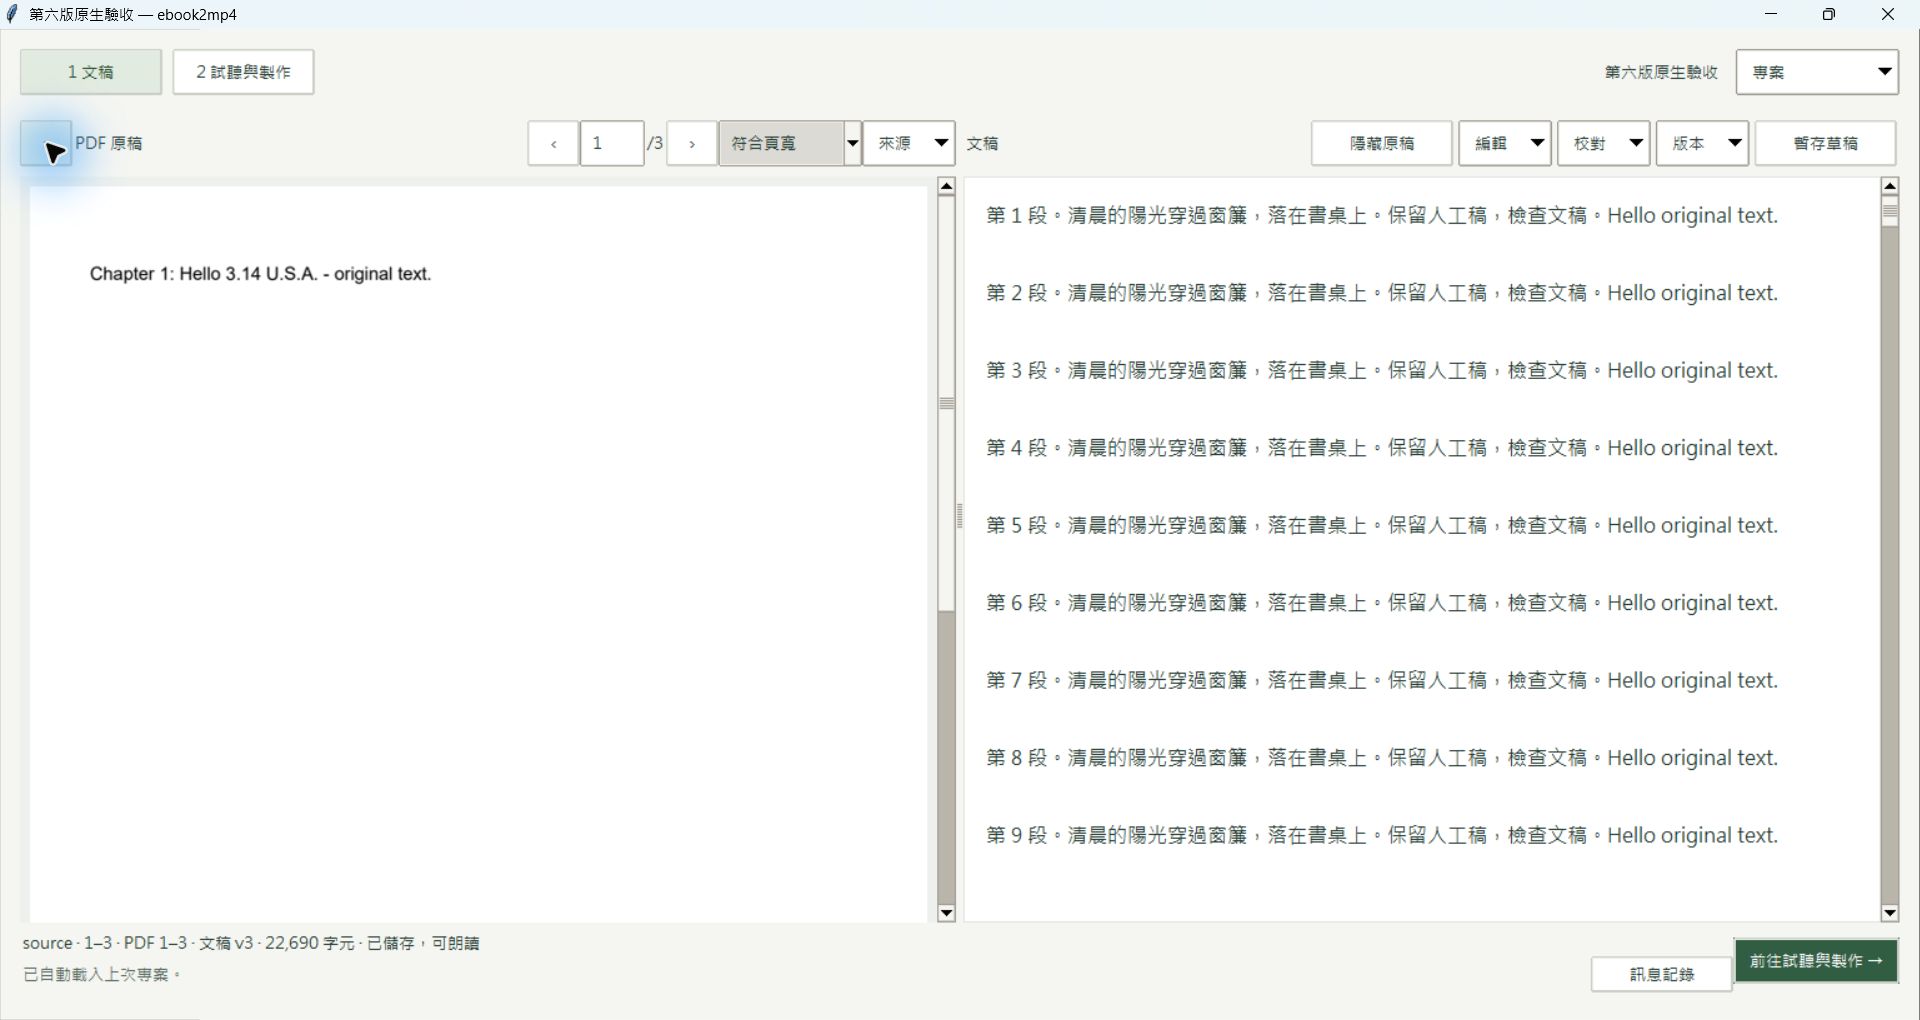 第六版原生驗收 — ebook2mp4
1 文稿
2 試聽與製作
第六版原生驗收
專案
PDF 原稿
‹
1
/3
›
符合頁寬
來源
文稿
隱藏原稿
編輯
校對
版本
暫存草稿
Chapter 1: Hello 3.14 U.S.A. - original text.
第 1 段。清晨的陽光穿過窗簾，落在書桌上。保留人工稿，檢查文稿。Hello original text.
第 2 段。清晨的陽光穿過窗簾，落在書桌上。保留人工稿，檢查文稿。Hello original text.
第 3 段。清晨的陽光穿過窗簾，落在書桌上。保留人工稿，檢查文稿。Hello original text.
第 4 段。清晨的陽光穿過窗簾，落在書桌上。保留人工稿，檢查文稿。Hello original text.
第 5 段。清晨的陽光穿過窗簾，落在書桌上。保留人工稿，檢查文稿。Hello original text.
第 6 段。清晨的陽光穿過窗簾，落在書桌上。保留人工稿，檢查文稿。Hello original text.
第 7 段。清晨的陽光穿過窗簾，落在書桌上。保留人工稿，檢查文稿。Hello original text.
第 8 段。清晨的陽光穿過窗簾，落在書桌上。保留人工稿，檢查文稿。Hello original text.
第 9 段。清晨的陽光穿過窗簾，落在書桌上。保留人工稿，檢查文稿。Hello original text.
source · 1–3 · PDF 1–3 · 文稿 v3 · 22,690 字元 · 已儲存，可朗讀
已自動載入上次專案。
訊息記錄
前往試聽與製作 →